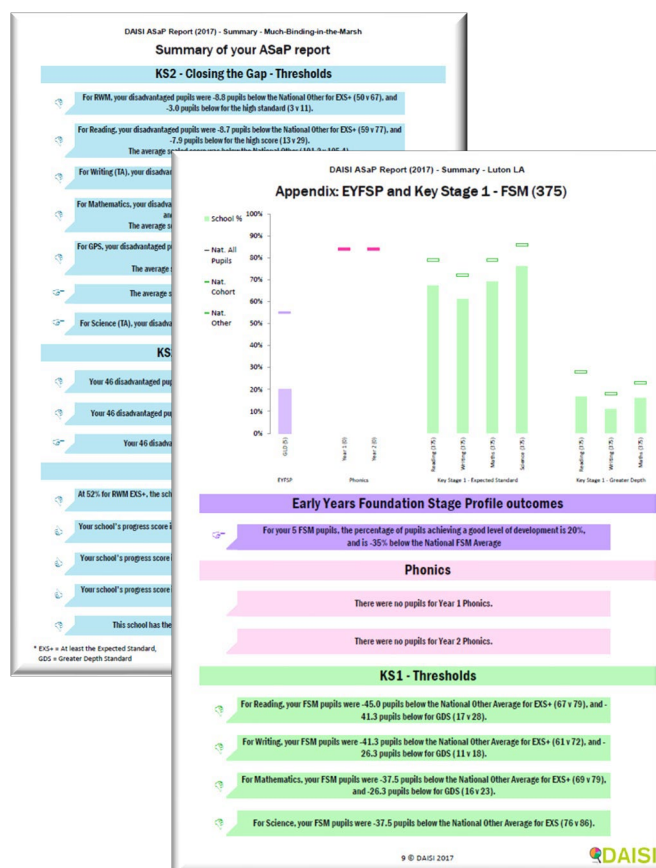 DAISI ASaP Report (2017) - Summary - Much-Binding-in-the-Marsh
Summary of your ASaP report
KS2 - Closing the Gap - Thresholds
For RWM, your disadvantaged pupils were -8.8 pupils below the National Other for EXS+ (50 v 67), and
-3.0 pupils below for the high standard (3 v 11).
For Reading, your disadvantaged pupils were -8.7 pupils below the National Other for EXS+ (59 v 77), and
-7.9 pupils below for the high score (13 v 29).
The average scaled score was below the National Other
For Writing (TA), your
For Mathematics, your
The average
For GPS, your disadvantaged
The average
The average
For Science (TA), your
Your 46 disadvantaged
Your 46 disadvantaged
Your 46
At 52% for RWM EXS+, the
Your school's progress score
Your school's progress score
Your school's progress score
This school has the
* EXS+ = At least the Expected Standard,
GDS = Greater Depth Standard
DAISI ASaP Report (2017) - Summary - Luton LA
Appendix: EYFSP and Key Stage 1 - FSM (375)
School %
Nat. All
Pupils
Nat.
Cohort
Nat.
Other
100%
90%
80%
70%
60%
50%
40%
30%
20%
10%
0%
GLD (5)
Year 1 (0)
Year 2 (0)
Reading (375)
Writing (375)
Maths (375)
Science (375)
Reading (375)
Writing (375)
Maths (375)
EYFSP
Phonics
Key Stage 1 - Expected Standard
Key Stage 1 - Greater Depth
Early Years Foundation Stage Profile outcomes
For your 5 FSM pupils, the percentage of pupils achieving a good level of development is 20%,
and is -35% below the National FSM Average
Phonics
There were no pupils for Year 1 Phonics.
There were no pupils for Year 2 Phonics.
KS1 - Thresholds
For Reading, your FSM pupils were -45.0 pupils below the National Other Average for EXS+ (67 v 79), and -
41.3 pupils below for GDS (17 v 28).
For Writing, your FSM pupils were -41.3 pupils below the National Other Average for EXS+ (61 v 72), and -
26.3 pupils below for GDS (11 v 18).
For Mathematics, your FSM pupils were -37.5 pupils below the National Other Average for EXS+ (69 v 79),
and -26.3 pupils below for GDS (16 v 23).
For Science, your FSM pupils were -37.5 pupils below the National Other Average for EXS (76 v 86).
9 © DAISI 2017
DAISI